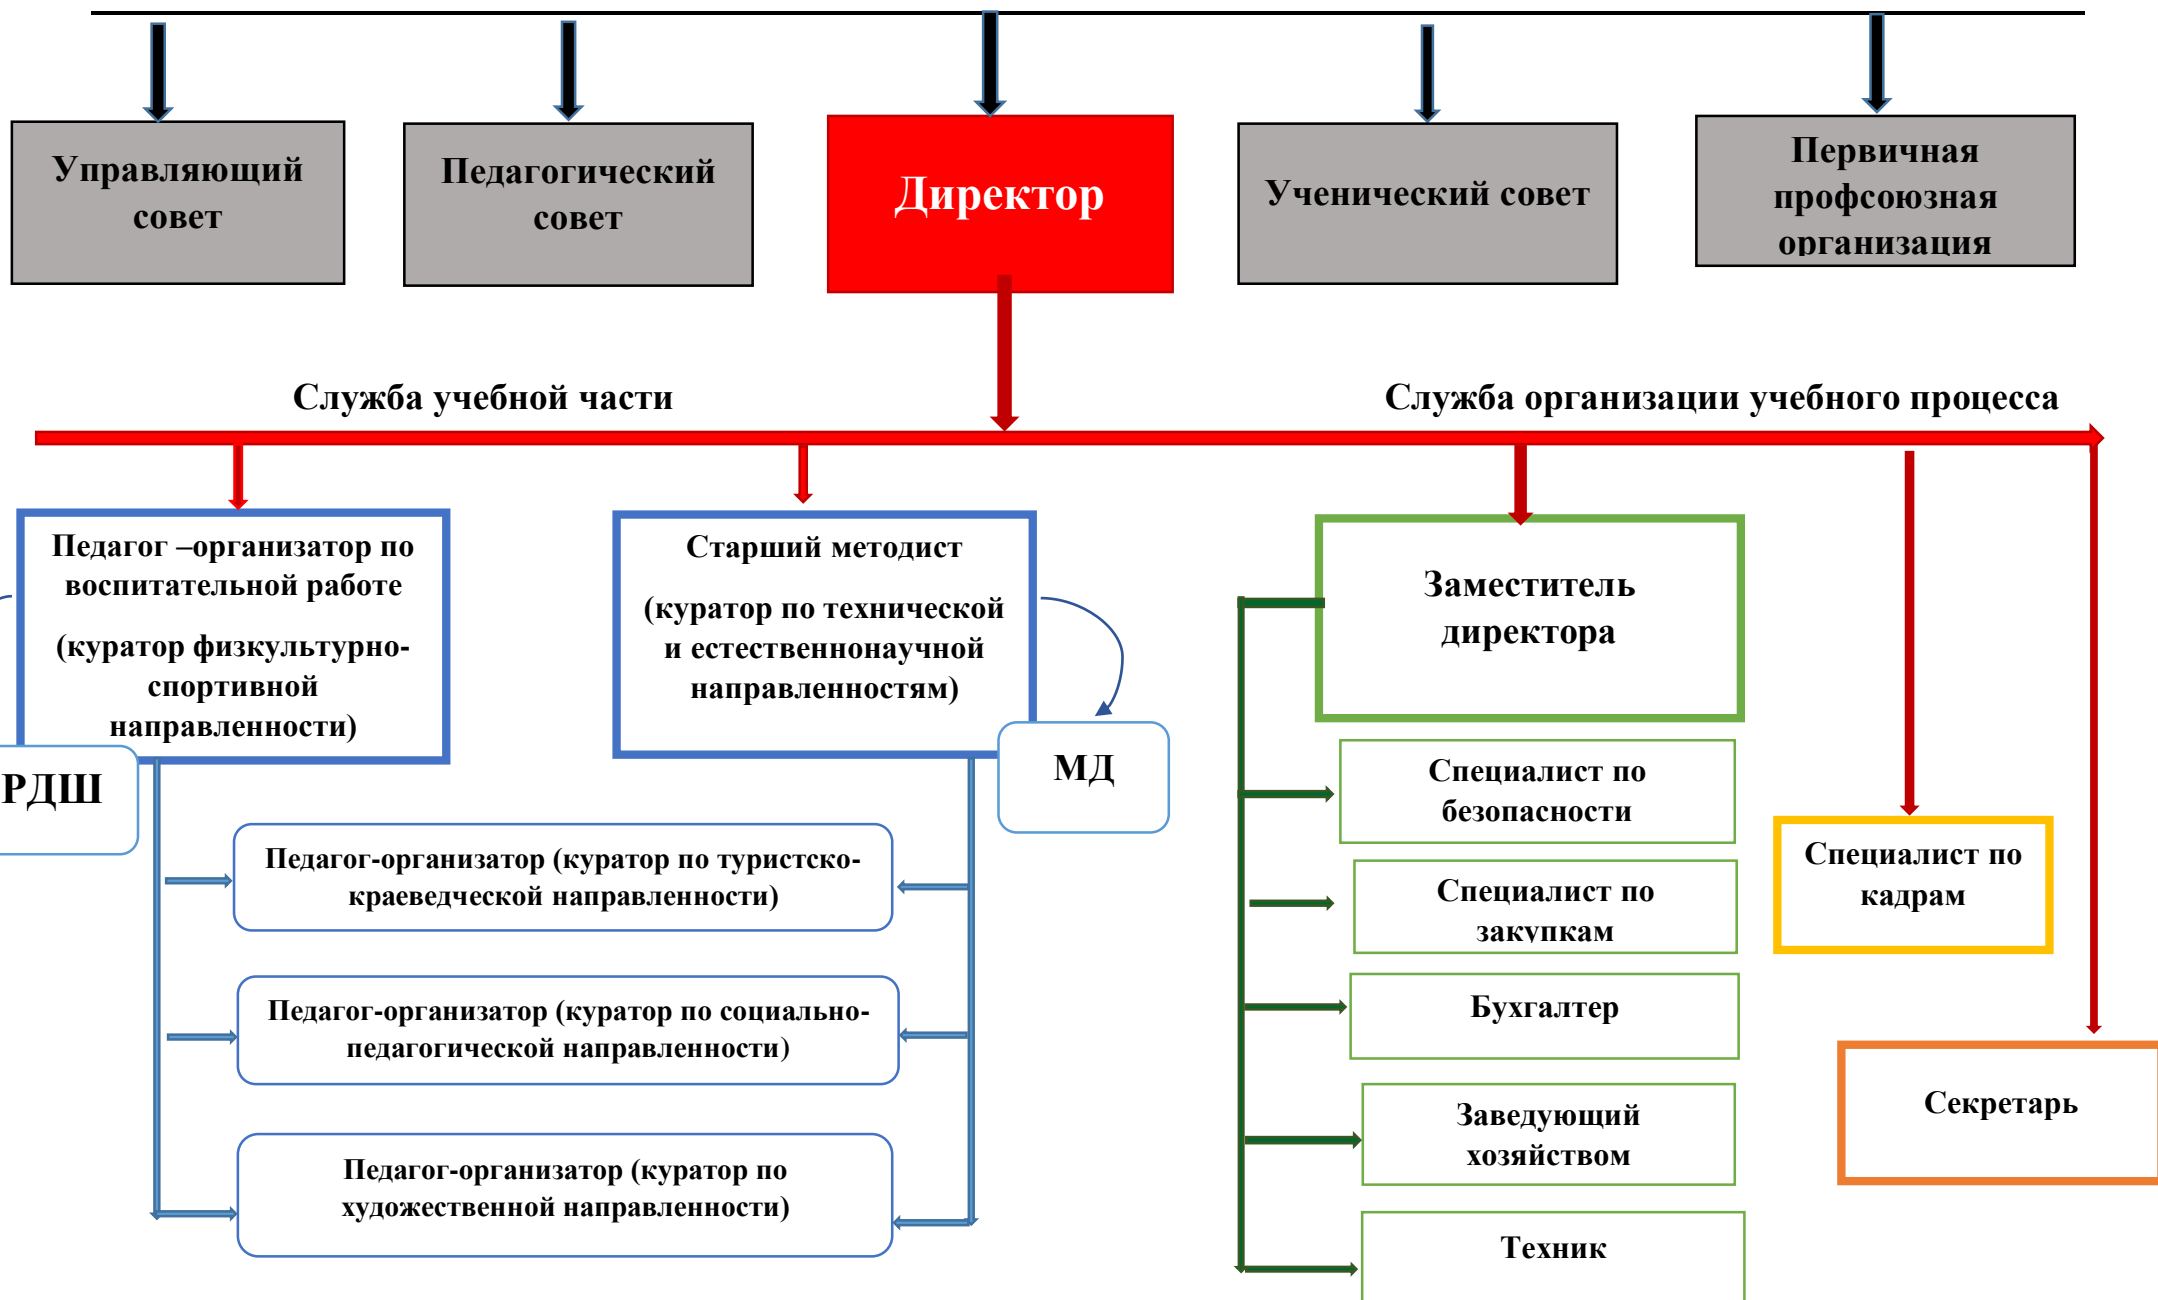 Управляющий
совет
Педагогический
совет
Директор
Ученический совет
Первичная
профсоюзная
организация
Служба учебной части
Служба организации учебного процесса
Педагог –организатор по
воспитательной работе
(куратор физкультурно-
спортивной
направленности)
РДШ
Старший методист
(куратор по технической
и естественнонаучной
направленностям)
МД
Педагог-организатор (куратор по туристско-
краеведческой направленности)
Педагог-организатор (куратор по социально-
педагогической направленности)
Педагог-организатор (куратор по
художественной направленности)
Заместитель
директора
Специалист по
безопасности
Специалист по
закупкам
Бухгалтер
Заведующий
хозяйством
Техник
Специалист по
кадрам
Секретарь